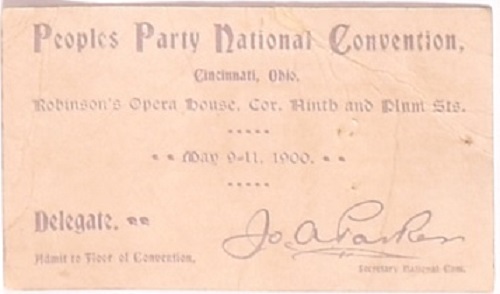 Peoples Party National Convention,
Cincinnati, Ohio.
Robinson's Opera House, Cor. Ninth and Plum Sts.
May 9-11, 1900.
Delegate.
Jo A Parker
Admit to Floor of Convention.
Secretary National Com.